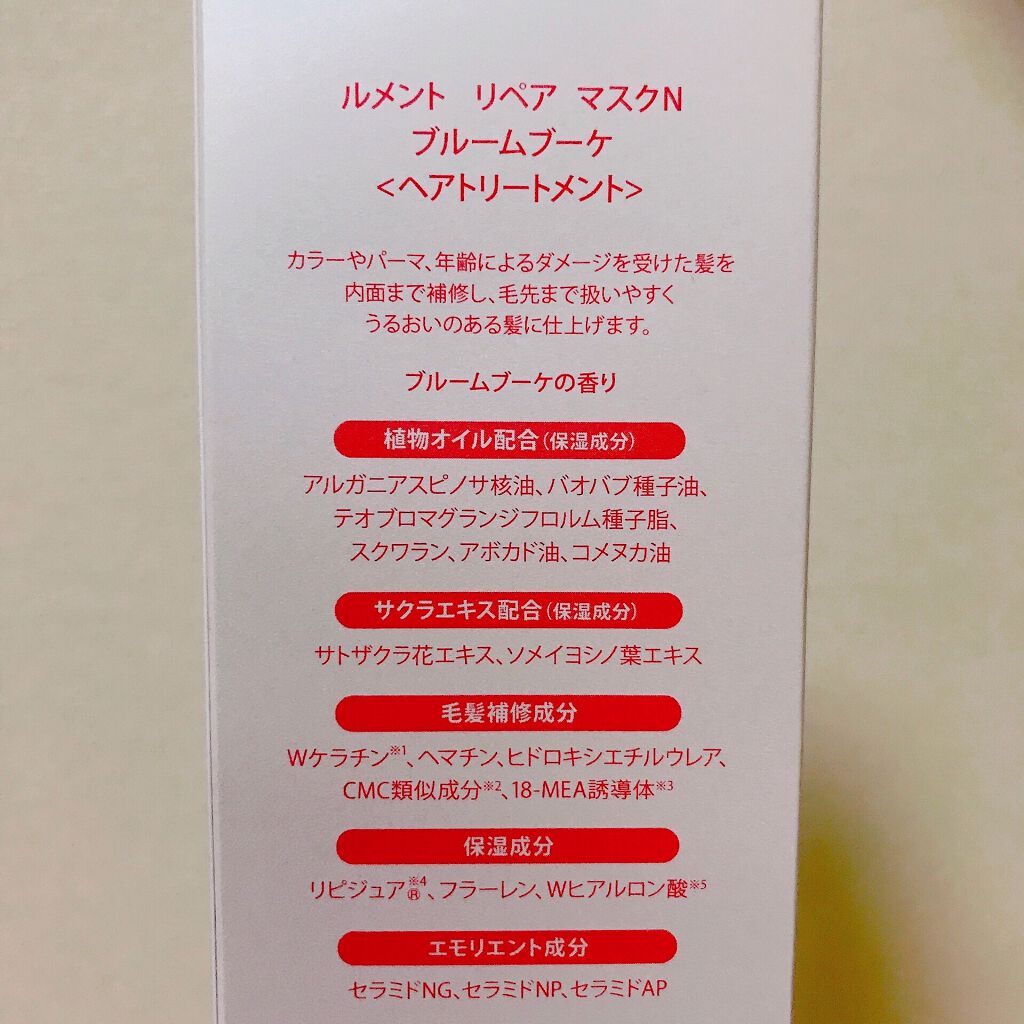 ルメント リペア マスクN
ブルームブーケ
<ヘアトリートメント>
カラーやパーマ、年齢によるダメージを受けた髪を
内面まで補修し、毛先まで扱いやすく
うるおいのある髪に仕上げます。
ブルームブーケの香り
植物オイル配合(保湿成分)
アルガニアスピノサ核油、バオバブ種子油、
テオブロマグランジフロルム種子脂、
スクワラン、アボカド油、コメヌカ油
サクラエキス配合(保湿成分)
サトザクラ花エキス、ソメイヨシノ葉エキス
毛髪補修成分
Wケラチン※1、ヘマチン、ヒドロキシエチルウレア、
CMC類似成分※2、18-MEA誘導体※3
保湿成分
リピジュア®※4、フラーレン、Wヒアルロン酸※5
エモリエント成分
セラミドNG、セラミドNP、セラミドAP